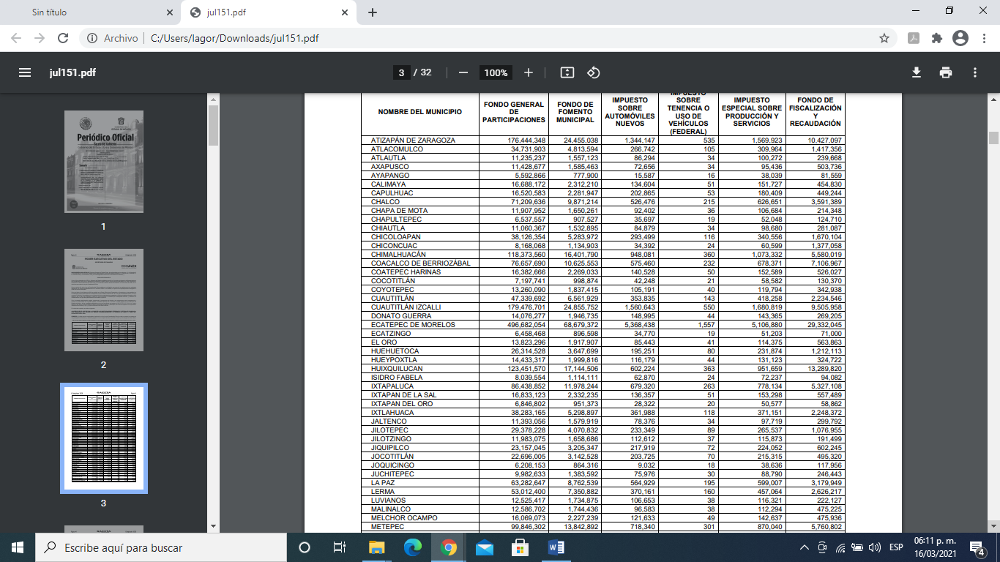 Sin título
jul151.pdf
Archivo C:/Users/lagor/Downloads/jul151.pdf
jul151.pdf
3 / 32
100%
Periódico Oficial
1
2
3
NOMBRE DEL MUNICIPIO
FONDO GENERAL DE PARTICIPACIONES
FONDO DE FOMENTO MUNICIPAL
IMPUESTO SOBRE AUTOMÓVILES NUEVOS
IMPUESTO SOBRE TENENCIA O USO DE VEHÍCULOS (FEDERAL)
IMPUESTO ESPECIAL SOBRE PRODUCCIÓN Y SERVICIOS
FONDO DE FISCALIZACIÓN Y RECAUDACIÓN
ATIZAPÁN DE ZARAGOZA 176,444,348 24,455,038 1,344,147 535 1,569,923 10,427,097
ATLACOMULCO 34,731,903 4,813,594 266,742 105 309,964 1,417,356
ATLAUTLA 11,235,237 1,557,123 86,294 34 100,272 239,668
AXAPUSCO 11,428,677 1,585,463 72,656 34 95,436 503,736
AYAPANGO 5,592,866 777,900 15,587 16 38,039 81,559
CALIMAYA 16,688,172 2,312,210 134,604 51 151,727 454,830
CAPULHUAC 16,520,583 2,281,947 202,865 53 180,409 449,244
CHALCO 71,209,636 9,871,214 526,476 215 626,651 3,591,389
CHAPA DE MOTA 11,907,952 1,650,261 92,402 36 106,684 214,348
CHAPULTEPEC 6,537,557 907,527 35,697 19 52,048 124,710
CHIAUTLA 11,060,367 1,532,895 84,879 34 98,680 281,087
CHICOLOAPAN 38,126,354 5,283,972 293,499 116 340,556 1,670,104
CHICONCUAC 8,168,068 1,134,903 34,392 24 60,599 1,377,058
CHIMALHUACÁN 118,373,560 16,401,790 948,081 360 1,073,332 5,580,019
COACALCO DE BERRIOZÁBAL 76,657,690 10,625,553 575,460 232 678,371 7,106,967
COATEPEC HARINAS 16,382,666 2,269,033 140,528 50 152,589 526,027
COCOTITLÁN 7,197,741 998,874 42,248 21 58,582 130,370
COYOTEPEC 13,260,090 1,837,415 105,191 40 119,794 342,938
CUAUTITLÁN 47,339,692 6,561,929 353,835 143 418,258 2,234,546
CUAUTITLÁN IZCALLI 179,476,701 24,855,752 1,560,643 550 1,680,819 9,505,958
DONATO GUERRA 14,076,277 1,946,735 148,995 44 143,365 269,205
ECATEPEC DE MORELOS 496,682,054 68,679,372 5,368,438 1,557 5,106,880 29,332,045
ECATZINGO 6,458,468 896,598 34,770 19 51,203 71,000
EL ORO 13,823,296 1,917,907 85,443 41 114,375 563,863
HUEHUETOCA 26,314,528 3,647,699 195,251 80 231,874 1,212,113
HUEYPOXTLA 14,433,317 1,999,816 116,179 44 131,123 324,722
HUIXQUILUCAN 123,451,570 17,144,506 602,224 363 951,659 13,289,820
ISIDRO FABELA 8,039,554 1,114,111 62,870 24 72,237 94,082
IXTAPALUCA 86,438,852 11,978,244 679,320 263 778,134 5,327,108
IXTAPAN DE LA SAL 16,833,123 2,332,235 136,357 51 153,298 557,489
IXTAPAN DEL ORO 6,846,802 951,373 28,322 20 50,577 58,862
IXTLAHUACA 38,283,165 5,298,897 361,988 118 371,151 2,248,372
JALTENCO 11,393,056 1,579,919 78,376 34 97,719 299,792
JILOTEPEC 29,378,228 4,070,832 233,349 89 265,537 1,076,955
JILOTZINGO 11,983,075 1,658,686 112,612 37 115,873 191,499
JIQUIPILCO 23,157,045 3,205,347 217,919 72 224,052 602,245
JOCOTITLÁN 22,696,005 3,142,528 203,725 70 215,315 495,320
JOQUICINGO 6,208,153 864,316 9,032 18 38,636 117,956
JUCHITEPEC 9,982,633 1,383,592 75,976 30 88,790 246,443
LA PAZ 63,282,647 8,762,539 564,929 195 599,007 3,179,949
LERMA 53,012,400 7,350,882 370,161 160 457,064 2,626,217
LUVIANOS 12,525,417 1,734,875 106,653 38 116,321 222,127
MALINALCO 12,586,702 1,744,436 96,583 38 112,294 475,225
MELCHOR OCAMPO 16,069,073 2,227,239 121,633 49 142,637 475,936
METEPEC 99,846,302 13,842,892 718,340 301 870,040 5,760,802
Escribe aquí para buscar
ESP
06:11 p. m.
16/03/2021
4